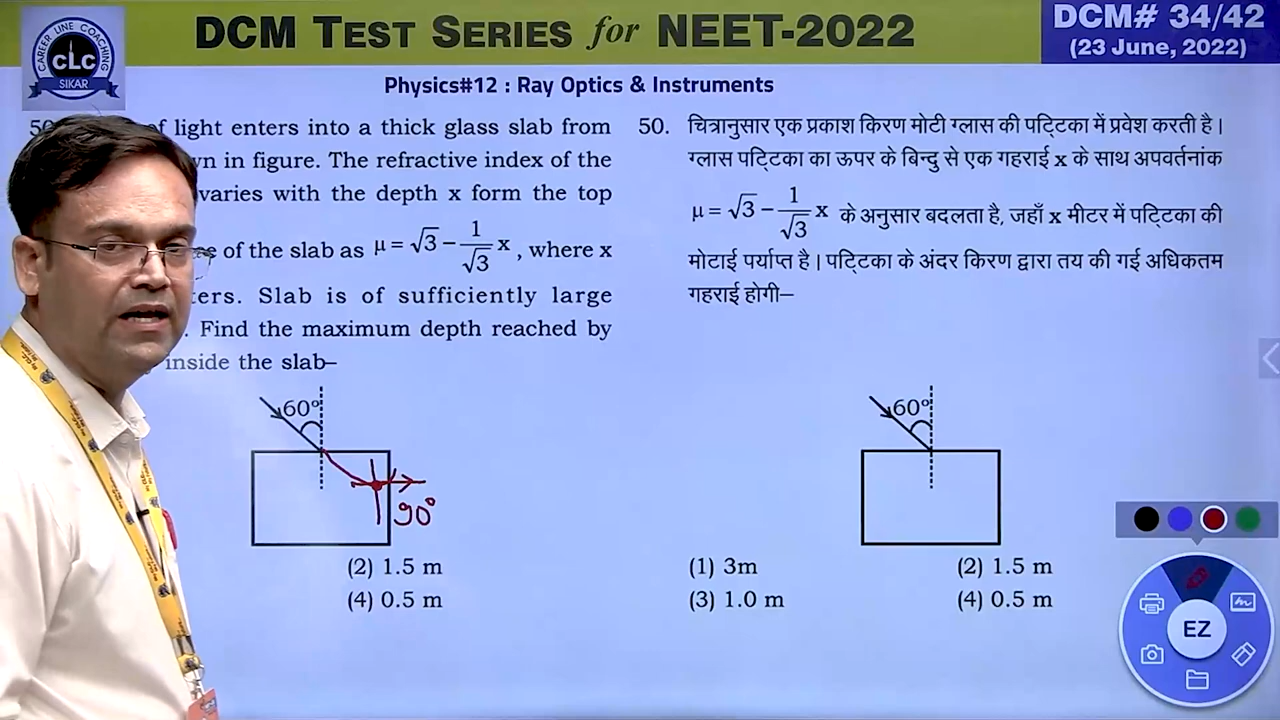 DCM TEST SERIES for NEET-2022
DCM# 34/42
(23 June, 2022)
CAREER LINE COACHING
CLC
SIKAR
Physics#12 : Ray Optics & Instruments
of light enters into a thick glass slab from
in figure. The refractive index of the
varies with the depth x form the top
of the slab as μ = √3 − 1/√3 x , where x
Slab is of sufficiently large
Find the maximum depth reached by
inside the slab–
60°
90°
(2) 1.5 m
(4) 0.5 m
50. चित्रानुसार एक प्रकाश किरण मोटी ग्लास की पट्टिका में प्रवेश करती है।
ग्लास पट्टिका का ऊपर के बिन्दु से एक गहराई x के साथ अपवर्तनांक
μ = √3 − 1/√3 x के अनुसार बदलता है, जहाँ x मीटर में पट्टिका की
मोटाई पर्याप्त है। पट्टिका के अंदर किरण द्वारा तय की गई अधिकतम
गहराई होगी–
60°
(1) 3m (2) 1.5 m
(3) 1.0 m (4) 0.5 m
EZ